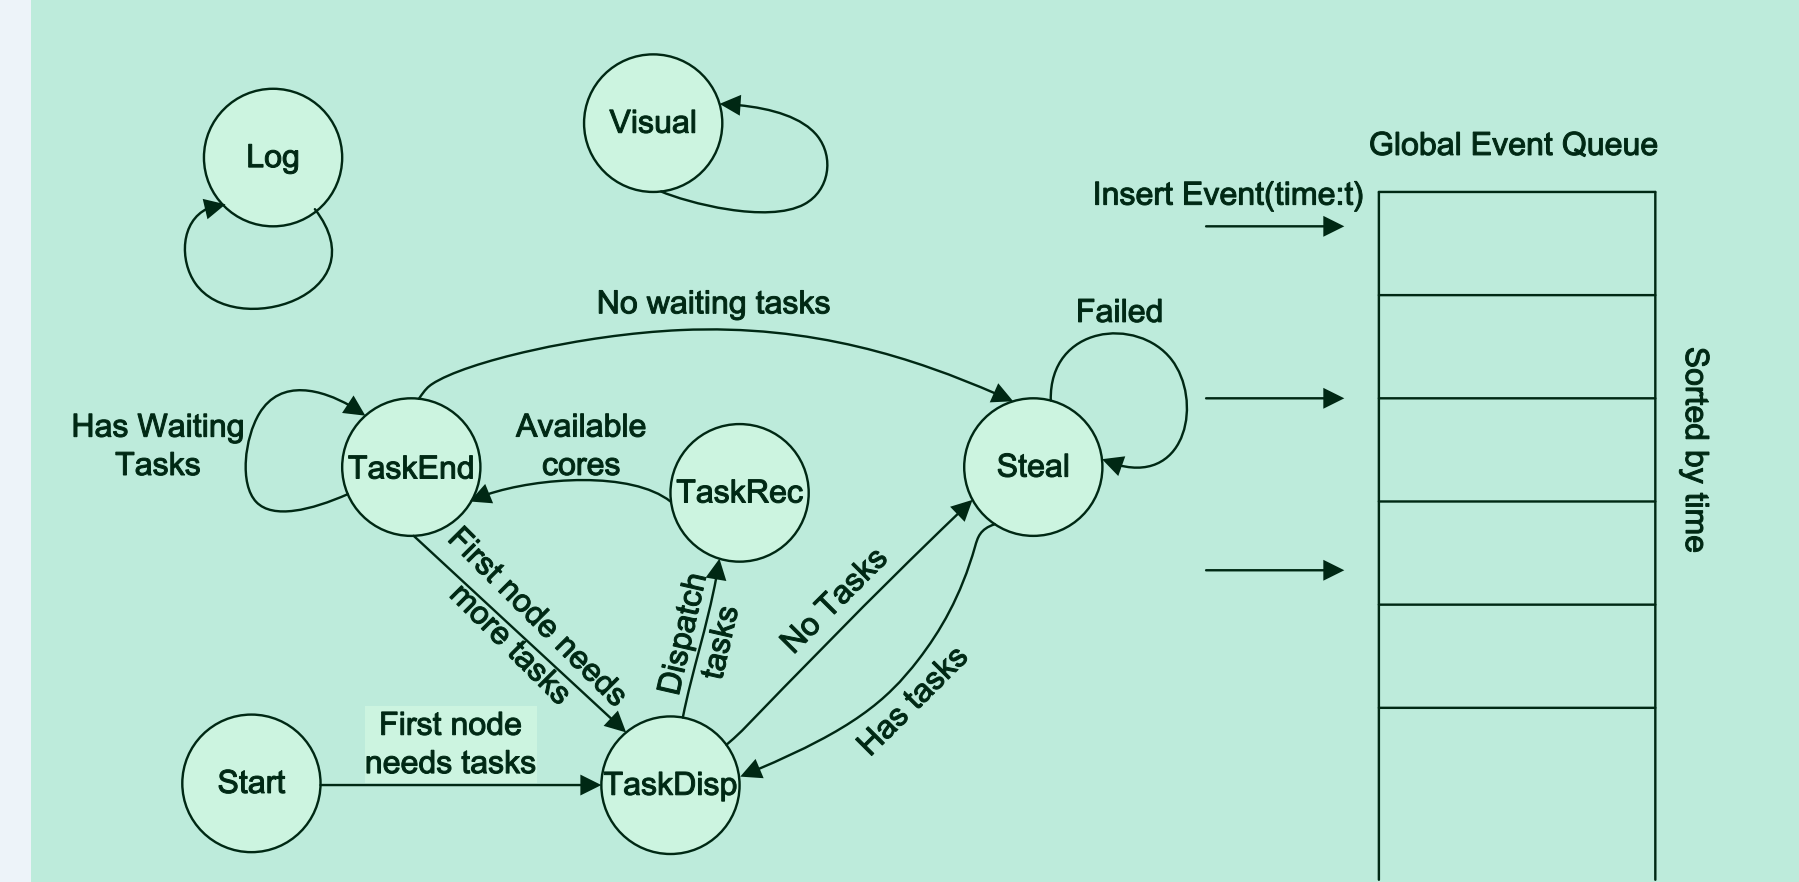 Visual
Log
Global Event Queue
Insert Event(time:t)
No waiting tasks
Failed
Sorted by time
Has Waiting
Tasks
Available
cores
TaskEnd
TaskRec
Steal
First node needs
more tasks
Dispatch
tasks
No Tasks
Has tasks
First node
needs tasks
Start
TaskDisp